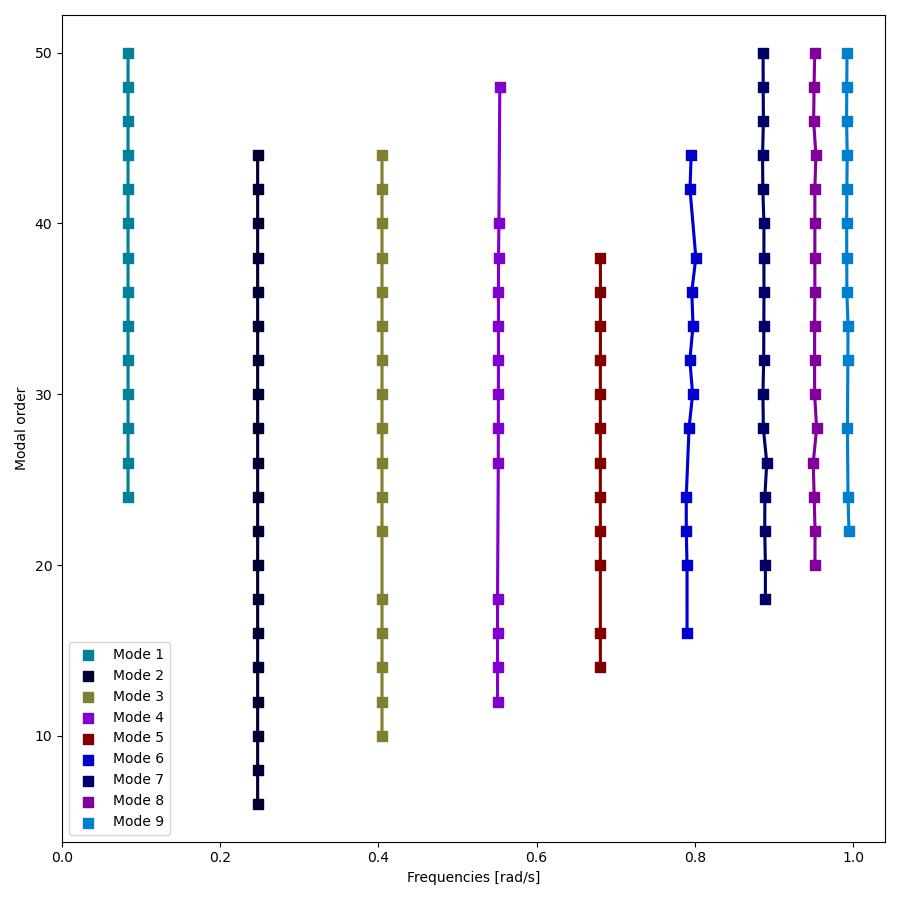 50
40
30
20
10
Modal order
Mode 1
Mode 2
Mode 3
Mode 4
Mode 5
Mode 6
Mode 7
Mode 8
Mode 9
0.0 0.2 0.4 0.6 0.8 1.0
Frequencies [rad/s]